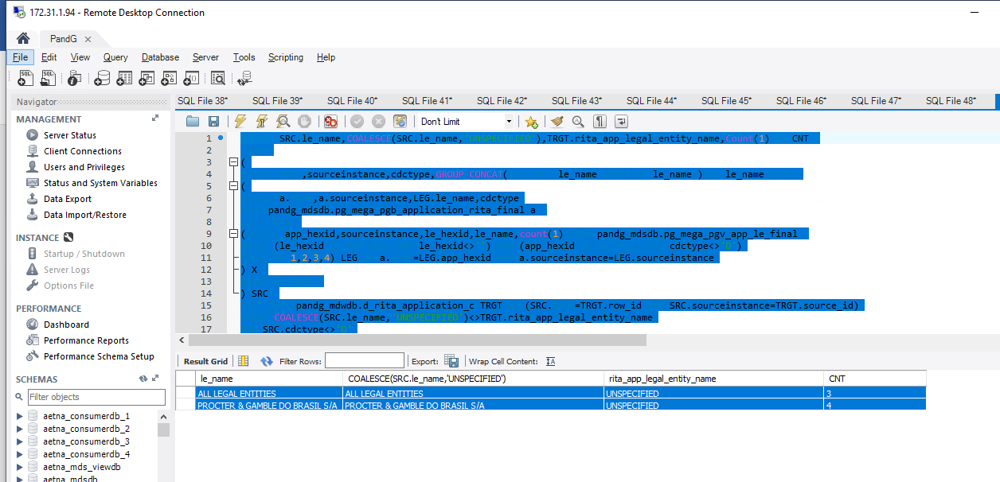 172.31.1.94 - Remote Desktop Connection
PandG
File Edit View Query Database Server Tools Scripting Help
Navigator
SQL File 38* SQL File 39* SQL File 40* SQL File 41* SQL File 42* SQL File 43* SQL File 44* SQL File 45* SQL File 46* SQL File 47* SQL File 48*
MANAGEMENT
Server Status
Client Connections
Users and Privileges
Status and System Variables
Data Export
Data Import/Restore
INSTANCE
Startup / Shutdown
Server Logs
Options File
PERFORMANCE
Dashboard
Performance Reports
Performance Schema Setup
SCHEMAS
Filter objects
aetna_consumerdb_1
aetna_consumerdb_2
aetna_consumerdb_3
aetna_consumerdb_4
aetna_mds_viewdb
aetna_mdsdb
Don't Limit
1 SRC.le_name,COALESCE(SRC.le_name,'UNSPECIFIED'),TRGT.rita_app_legal_entity_name,Count(1) CNT
2
3 (
4 ,sourceinstance,cdctype,GROUP_CONCAT( le_name le_name ) le_name
5 (
6 a. ,a.sourceinstance,LEG.le_name,cdctype
7 pandg_mdsdb.pg_mega_pgb_application_rita_final a
8
9 ( app_hexid,sourceinstance,le_hexid,le_name,count(1) pandg_mdsdb.pg_mega_pgv_app_le_final
10 (le_hexid le_hexid<>'') (app_hexid cdctype<>'D')
11 1,2,3,4) LEG a. =LEG.app_hexid a.sourceinstance=LEG.sourceinstance
12 ) X
13
14 ) SRC
15 pandg_mdwdb.d_rita_application_c TRGT (SRC. =TRGT.row_id SRC.sourceinstance=TRGT.source_id)
16 COALESCE(SRC.le_name,'UNSPECIFIED')<>TRGT.rita_app_legal_entity_name
17 SRC.cdctype<>'D'
Result Grid Filter Rows: Export: Wrap Cell Content:
le_name COALESCE(SRC.le_name,'UNSPECIFIED') rita_app_legal_entity_name CNT
ALL LEGAL ENTITIES ALL LEGAL ENTITIES UNSPECIFIED 3
PROCTER & GAMBLE DO BRASIL S/A PROCTER & GAMBLE DO BRASIL S/A UNSPECIFIED 4